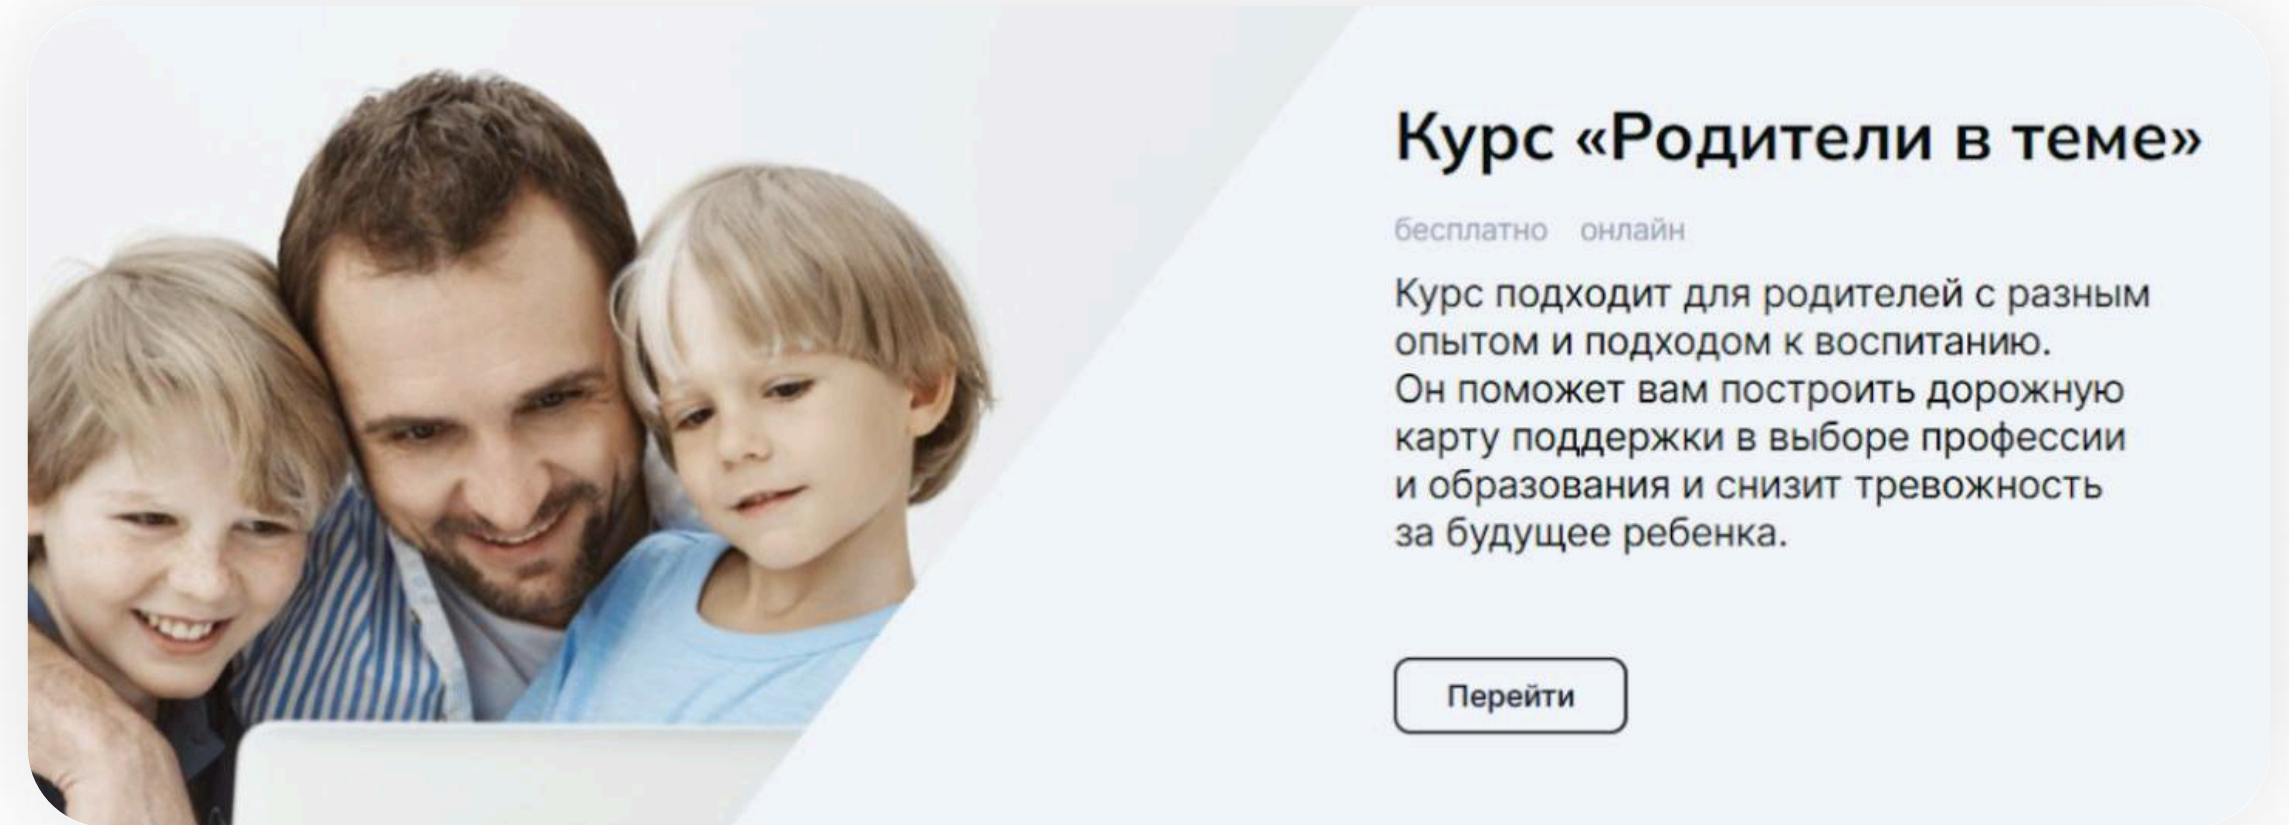 Курс «Родители в теме»
бесплатно онлайн
Курс подходит для родителей с разным
опытом и подходом к воспитанию.
Он поможет вам построить дорожную
карту поддержки в выборе профессии
и образования и снизит тревожность
за будущее ребенка.
Перейти